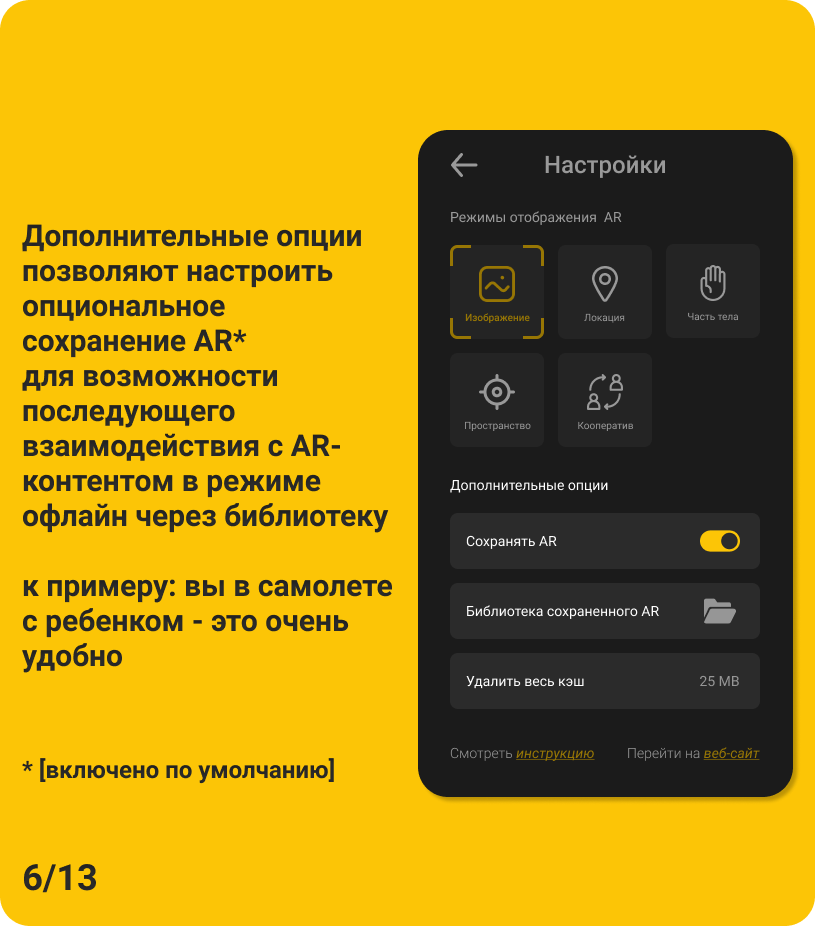 Дополнительные опции
позволяют настроить
опциональное
сохранение AR*
для возможности
последующего
взаимодействия с AR-
контентом в режиме
офлайн через библиотеку
к примеру: вы в самолете
с ребенком - это очень
удобно
* [включено по умолчанию]
6/13
Настройки
Режимы отображения AR
Изображение
Локация
Часть тела
Пространство
Кооператив
Дополнительные опции
Сохранять AR
Библиотека сохраненного AR
Удалить весь кэш 25 MB
Смотреть инструкцию Перейти на веб-сайт